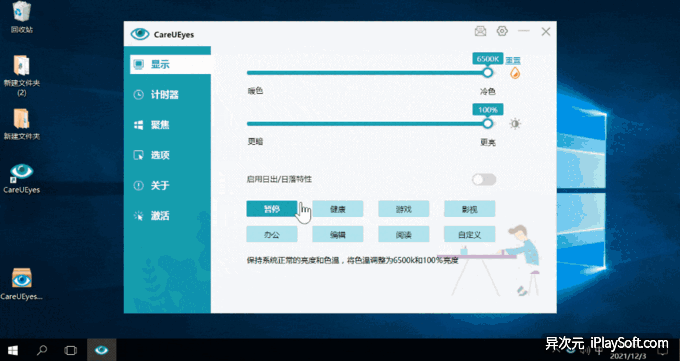 回收站
新建文件夹
(2)
新建文件夹
CareUEyes
CareUEyes...
CareUEyes
显示
计时器
聚焦
选项
关于
激活
6500K
重置
暖色
冷色
100%
更暗
更亮
启用日出/日落特性
暂停
健康
游戏
影视
办公
编辑
阅读
自定义
保持系统正常的亮度和色温，将色温调整为6500k和100%亮度
中
2021/12/3
异次元 iPlaySoft.com